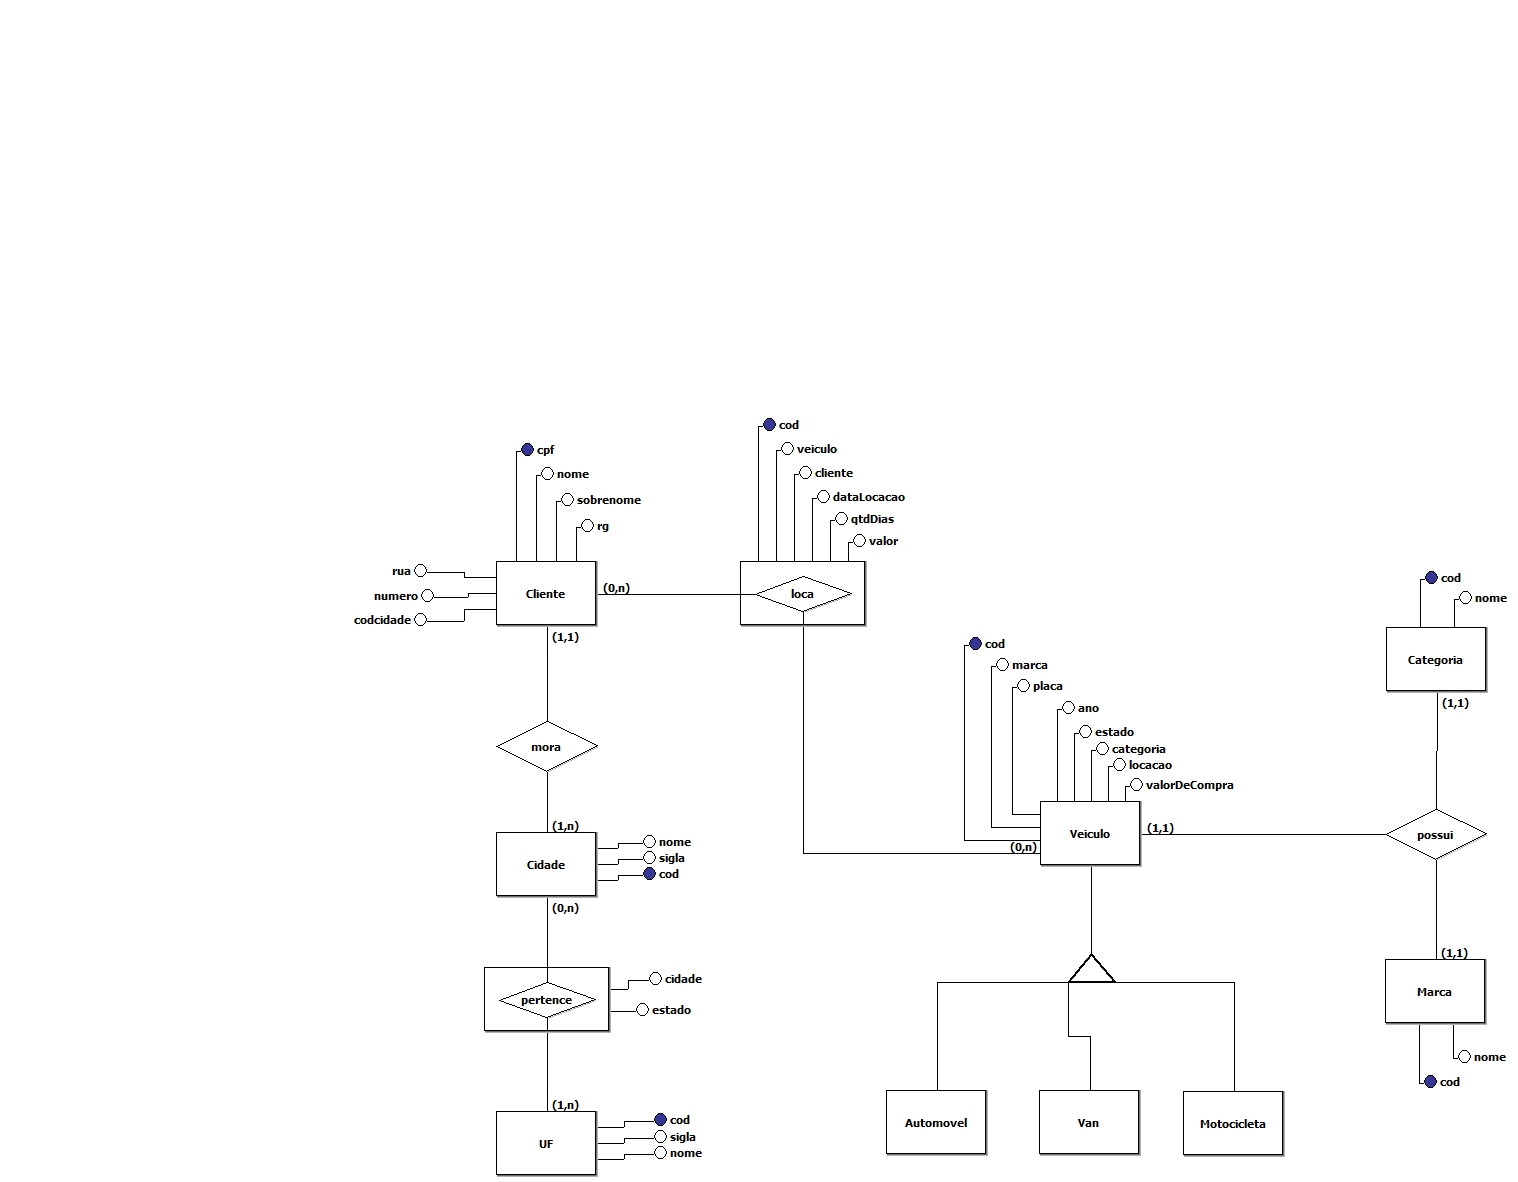 cod
cpf
veiculo
nome
cliente
sobrenome
dataLocacao
rg
qtdDias
valor
rua
numero
codcidade
Cliente
(0,n)
loca
(1,1)
cod
nome
Categoria
(1,1)
cod
marca
placa
ano
estado
categoria
locacao
valorDeCompra
mora
(1,n)
Veiculo
(1,1)
possui
(0,n)
nome
sigla
cod
Cidade
(0,n)
(1,1)
Marca
nome
cod
pertence
cidade
estado
(1,n)
UF
cod
sigla
nome
Automovel
Van
Motocicleta